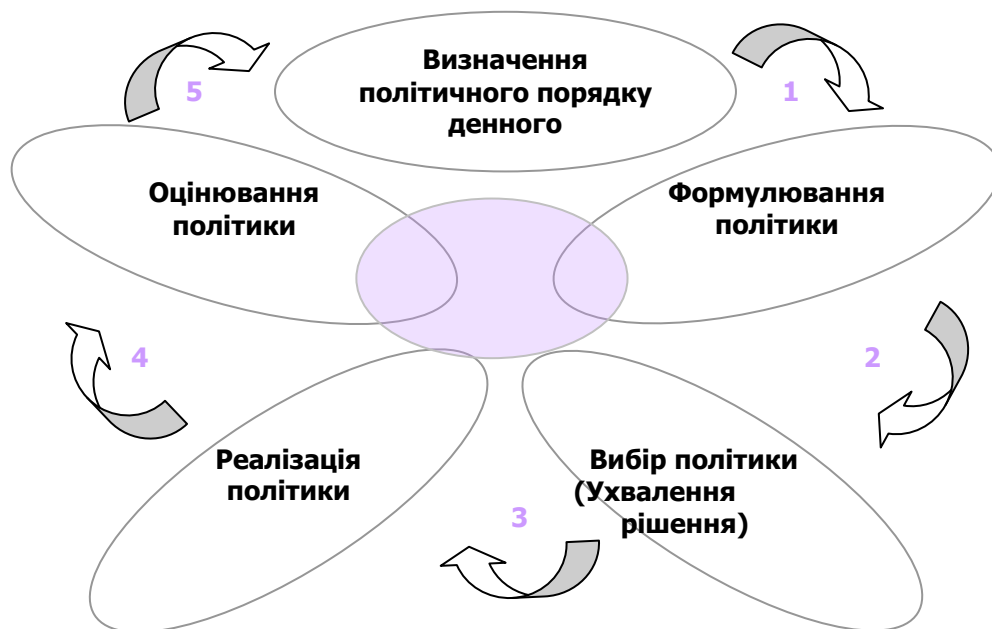 Визначення
політичного порядку
денного
1
Формулювання
політики
2
Вибір політики
(Ухвалення
рішення)
3
Реалізація
політики
4
Оцінювання
політики
5